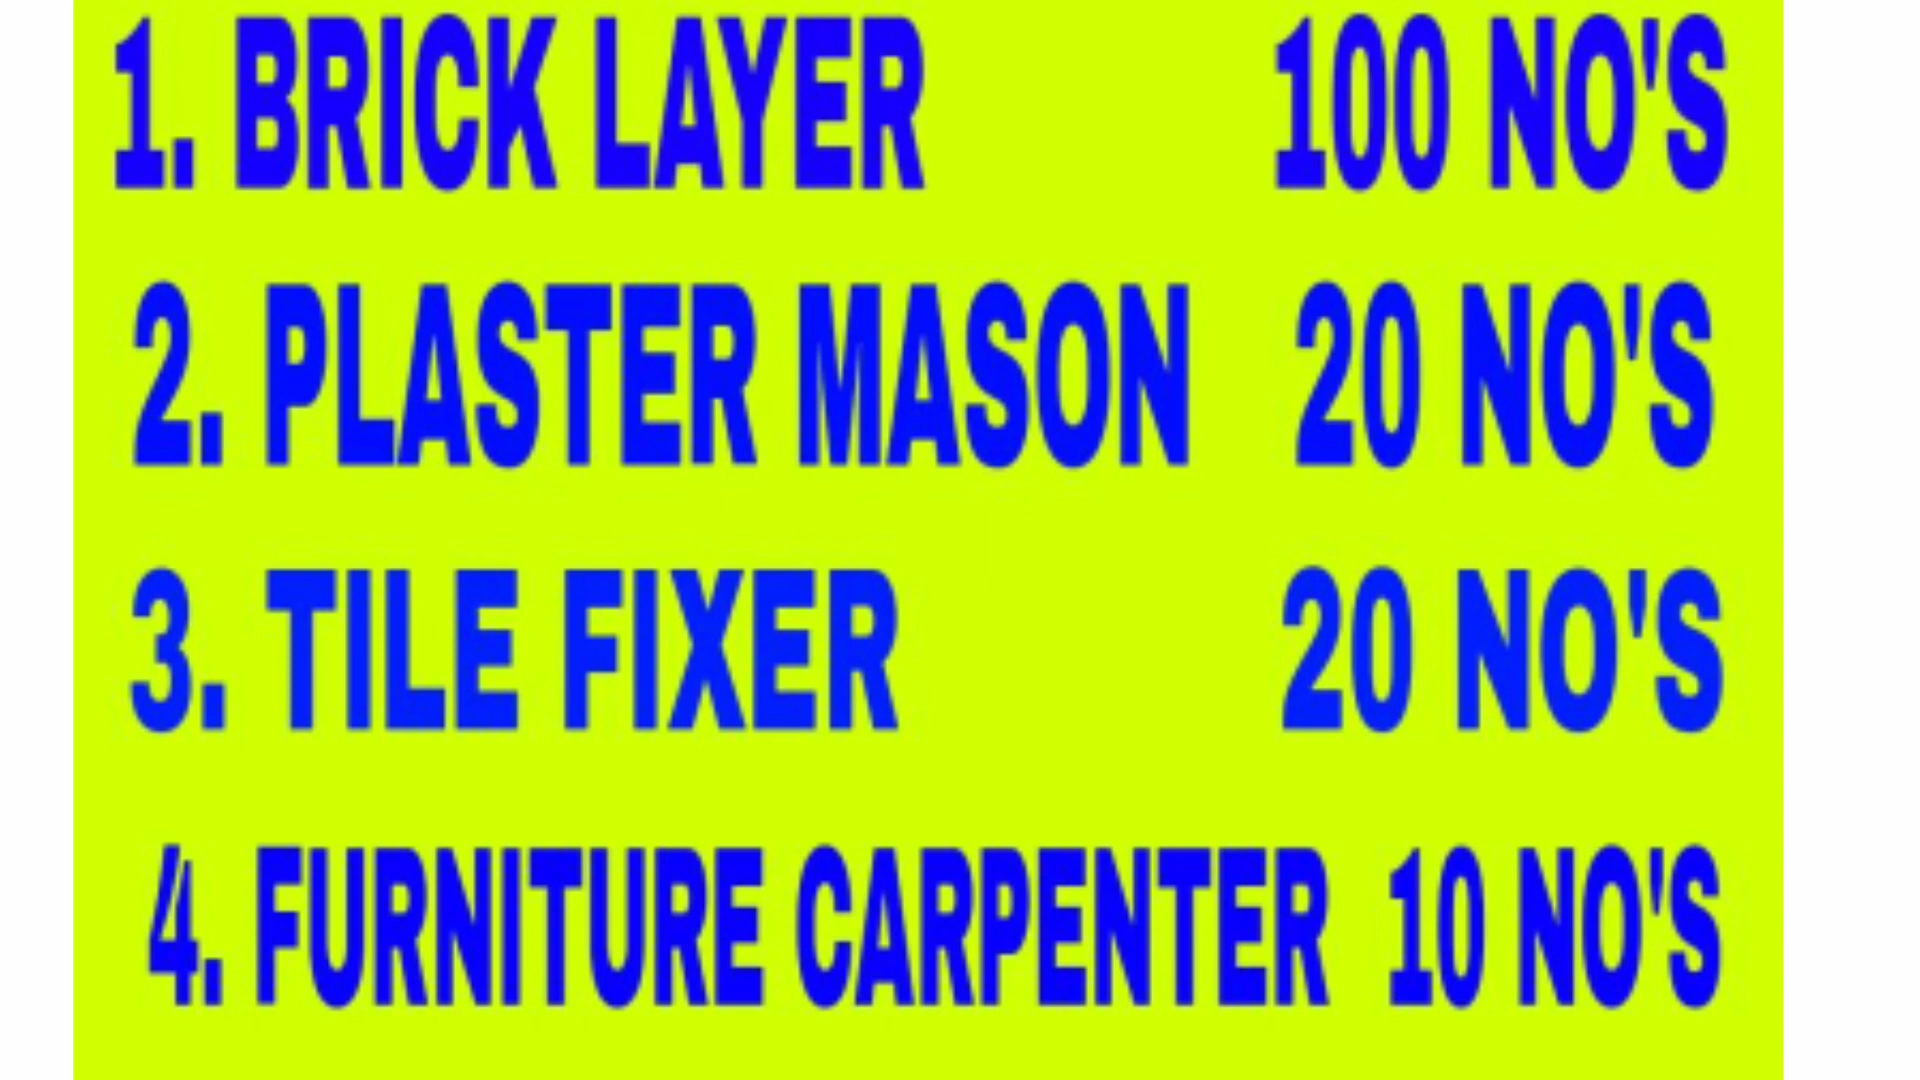 1. BRICK LAYER 100 NO'S
2. PLASTER MASON 20 NO'S
3. TILE FIXER 20 NO'S
4. FURNITURE CARPENTER 10 NO'S